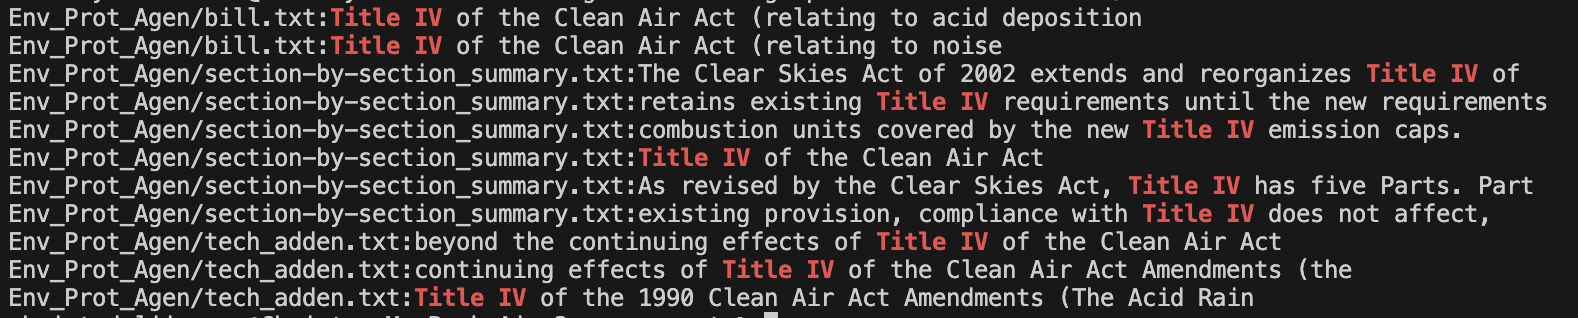 Env_Prot_Agen/bill.txt:Title IV of the Clean Air Act (relating to acid deposition
Env_Prot_Agen/bill.txt:Title IV of the Clean Air Act (relating to noise
Env_Prot_Agen/section-by-section_summary.txt:The Clear Skies Act of 2002 extends and reorganizes Title IV of
Env_Prot_Agen/section-by-section_summary.txt:retains existing Title IV requirements until the new requirements
Env_Prot_Agen/section-by-section_summary.txt:combustion units covered by the new Title IV emission caps.
Env_Prot_Agen/section-by-section_summary.txt:Title IV of the Clean Air Act
Env_Prot_Agen/section-by-section_summary.txt:As revised by the Clear Skies Act, Title IV has five Parts. Part
Env_Prot_Agen/section-by-section_summary.txt:existing provision, compliance with Title IV does not affect,
Env_Prot_Agen/tech_adden.txt:beyond the continuing effects of Title IV of the Clean Air Act
Env_Prot_Agen/tech_adden.txt:continuing effects of Title IV of the Clean Air Act Amendments (the
Env_Prot_Agen/tech_adden.txt:Title IV of the 1990 Clean Air Act Amendments (The Acid Rain